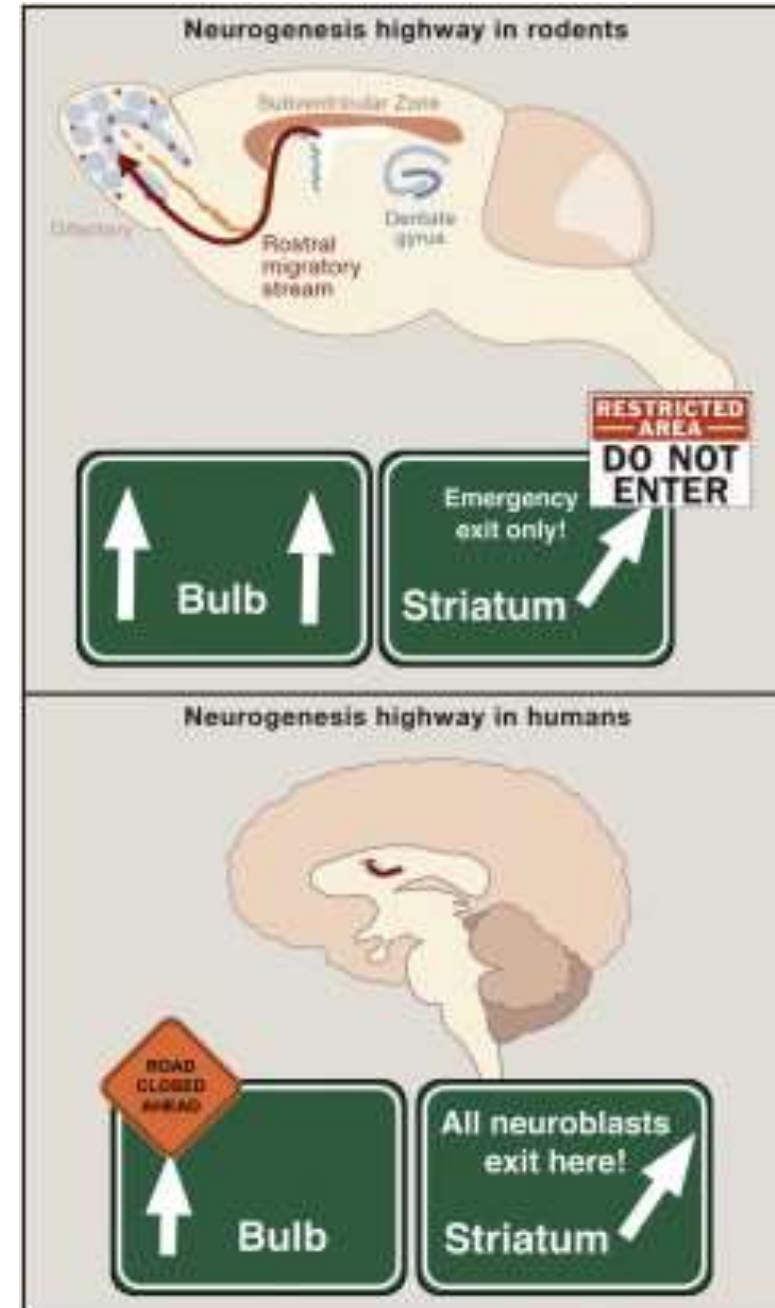 Neurogenesis highway in rodents
Subventricular Zone
Olfactory
Dentate
gyrus
Rostral
migratory
stream
RESTRICTED
AREA
DO NOT
ENTER
Bulb
Emergency
exit only!
Striatum
Neurogenesis highway in humans
ROAD
CLOSED
AHEAD
Bulb
All neuroblasts
exit here!
Striatum